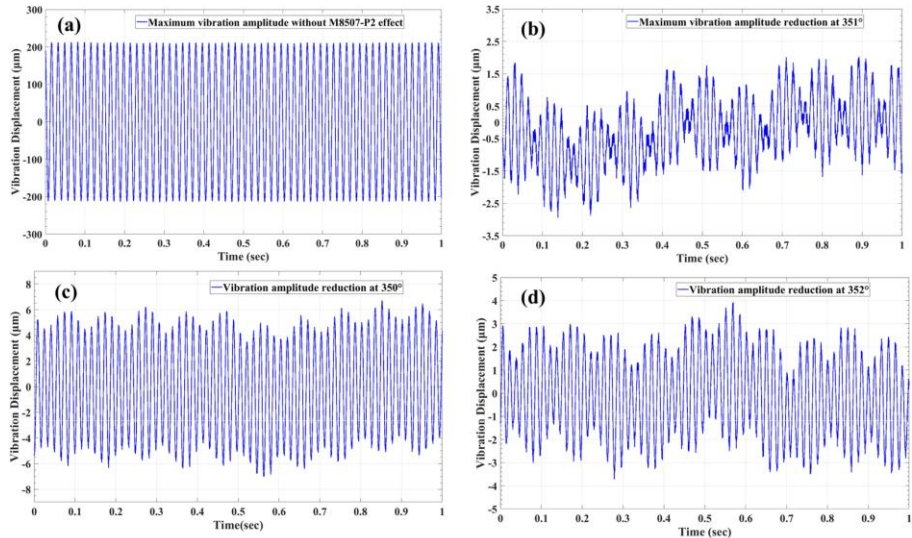 (a)
Maximum vibration amplitude without M8507-P2 effect
Vibration Displacement (μm)
300
200
100
0
-100
-200
-300
0 0.1 0.2 0.3 0.4 0.5 0.6 0.7 0.8 0.9 1
Time (sec)
(b)
Maximum vibration amplitude reduction at 351°
Vibration Displacement (μm)
3.5
2.5
1.5
0.5
0
-0.5
-1.5
-2.5
-3.5
0 0.1 0.2 0.3 0.4 0.5 0.6 0.7 0.8 0.9 1
Time (sec)
(c)
Vibration amplitude reduction at 350°
Vibration Displacement (μm)
8
6
4
2
0
-2
-4
-6
-8
0 0.1 0.2 0.3 0.4 0.5 0.6 0.7 0.8 0.9 1
Time(sec)
(d)
Vibration amplitude reduction at 352°
Vibration Displacement (μm)
5
4
3
2
1
0
-1
-2
-3
-4
-5
0 0.1 0.2 0.3 0.4 0.5 0.6 0.7 0.8 0.9 1
Time (sec)